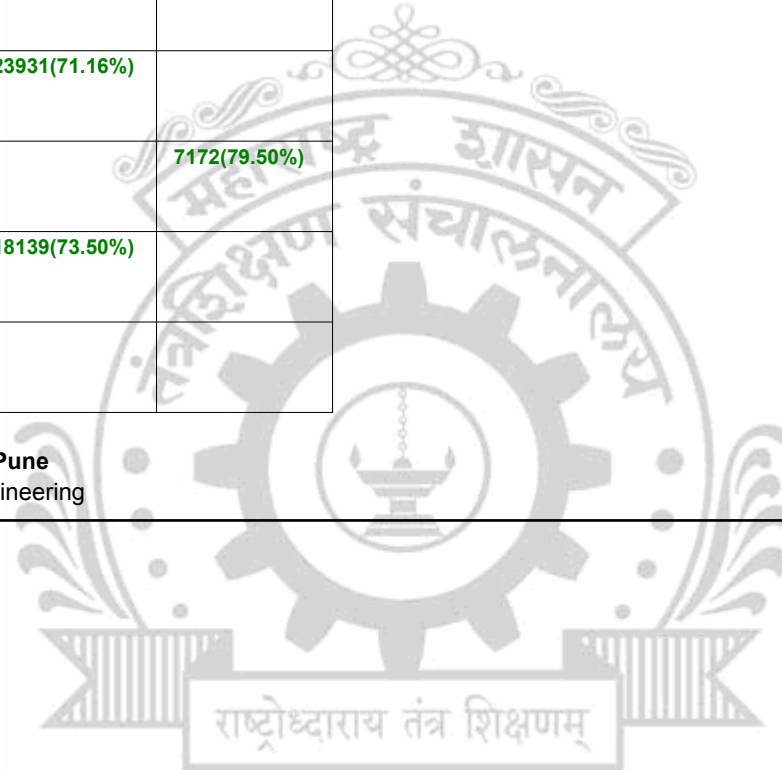 23931(71.16%)
7172(79.50%)
18139(73.50%)
Pune
ineering
महाराष्ट्र शासन
तंत्रशिक्षण संचालनालय
राष्ट्रोध्दाराय तंत्र शिक्षणम्